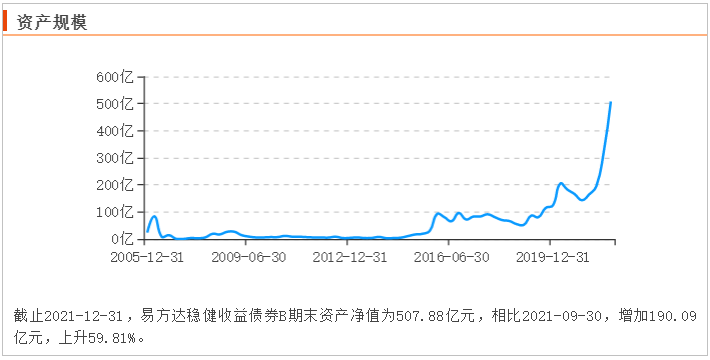 资产规模
600亿
500亿
400亿
300亿
200亿
100亿
0亿
2005-12-31
2009-06-30
2012-12-31
2016-06-30
2019-12-31
截止2021-12-31，易方达稳健收益债券B期末资产净值为507.88亿元，相比2021-09-30，增加190.09
亿元，上升59.81%。